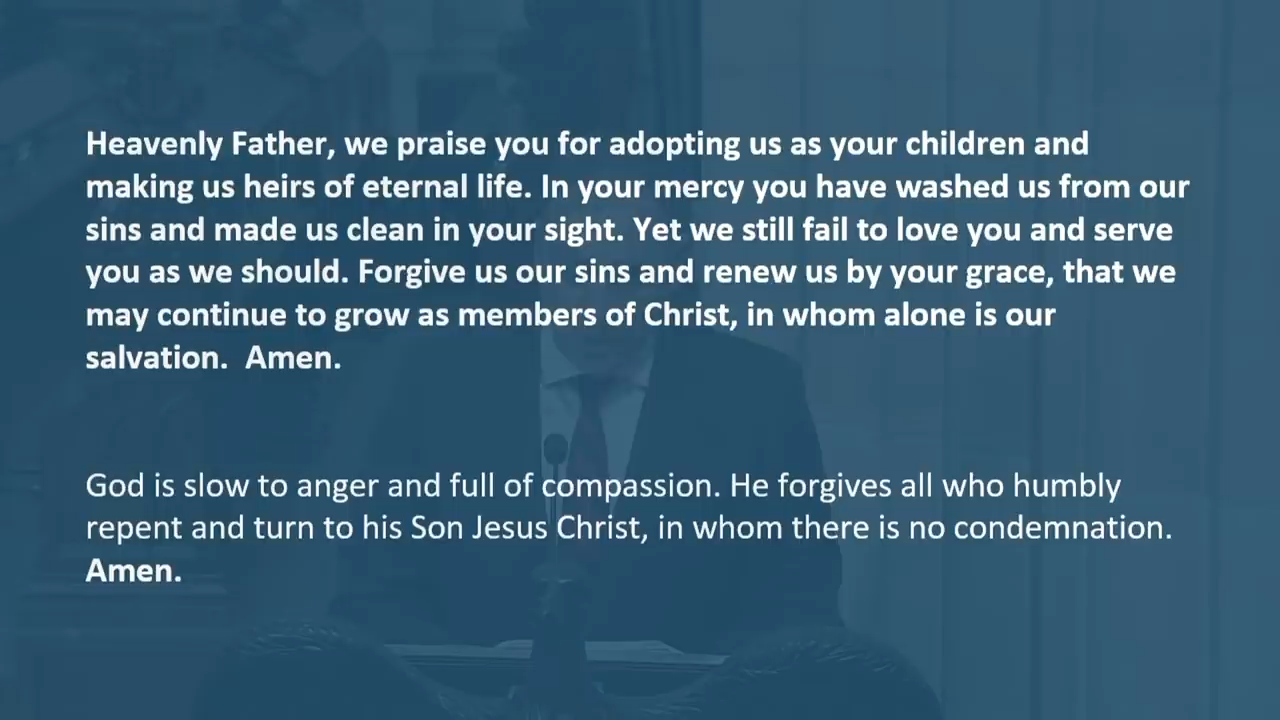 Heavenly Father, we praise you for adopting us as your children and
making us heirs of eternal life. In your mercy you have washed us from our
sins and made us clean in your sight. Yet we still fail to love you and serve
you as we should. Forgive us our sins and renew us by your grace, that we
may continue to grow as members of Christ, in whom alone is our
salvation.  Amen.
God is slow to anger and full of compassion. He forgives all who humbly
repent and turn to his Son Jesus Christ, in whom there is no condemnation.
Amen.